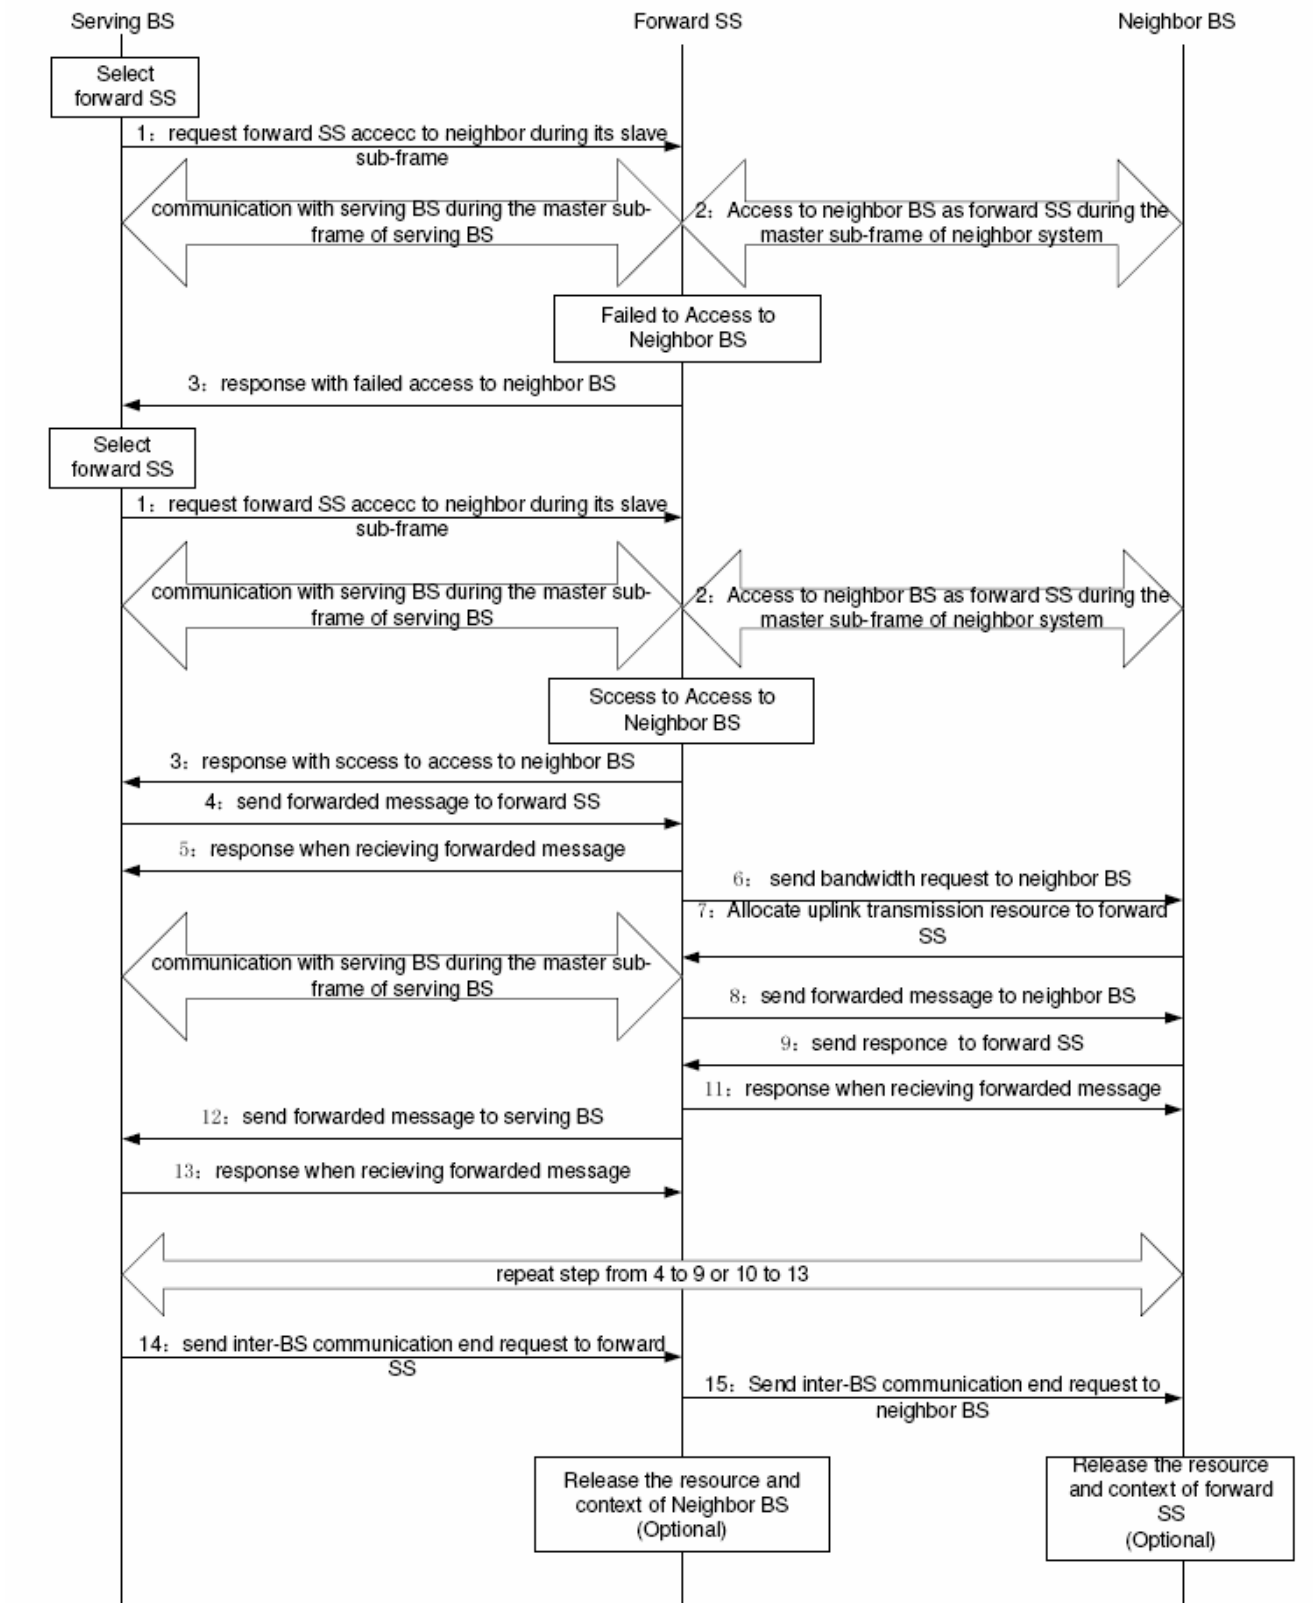 Serving BS
Forward SS
Neighbor BS
Select
forward SS
1：request forward SS accecc to neighbor during its slave
sub-frame
communication with serving BS during the master sub-
frame of serving BS
2：Access to neighbor BS as forward SS during the
master sub-frame of neighbor system
Failed to Access to
Neighbor BS
3：response with failed access to neighbor BS
Select
forward SS
1：request forward SS accecc to neighbor during its slave
sub-frame
communication with serving BS during the master sub-
frame of serving BS
2：Access to neighbor BS as forward SS during the
master sub-frame of neighbor system
Sccess to Access to
Neighbor BS
3：response with sccess to access to neighbor BS
4：send forwarded message to forward SS
5：response when recieving forwarded message
6： send bandwidth request to neighbor BS
7：Allocate uplink transmission resource to forward
SS
communication with serving BS during the master sub-
frame of serving BS
8：send forwarded message to neighbor BS
9：send responce to forward SS
11：response when recieving forwarded message
12：send forwarded message to serving BS
13：response when recieving forwarded message
repeat step from 4 to 9 or 10 to 13
14：send inter-BS communication end request to forward
SS
15：Send inter-BS communication end request to
neighbor BS
Release the resource and
context of Neighbor BS
(Optional)
Release the resource
and context of forward
SS
(Optional)